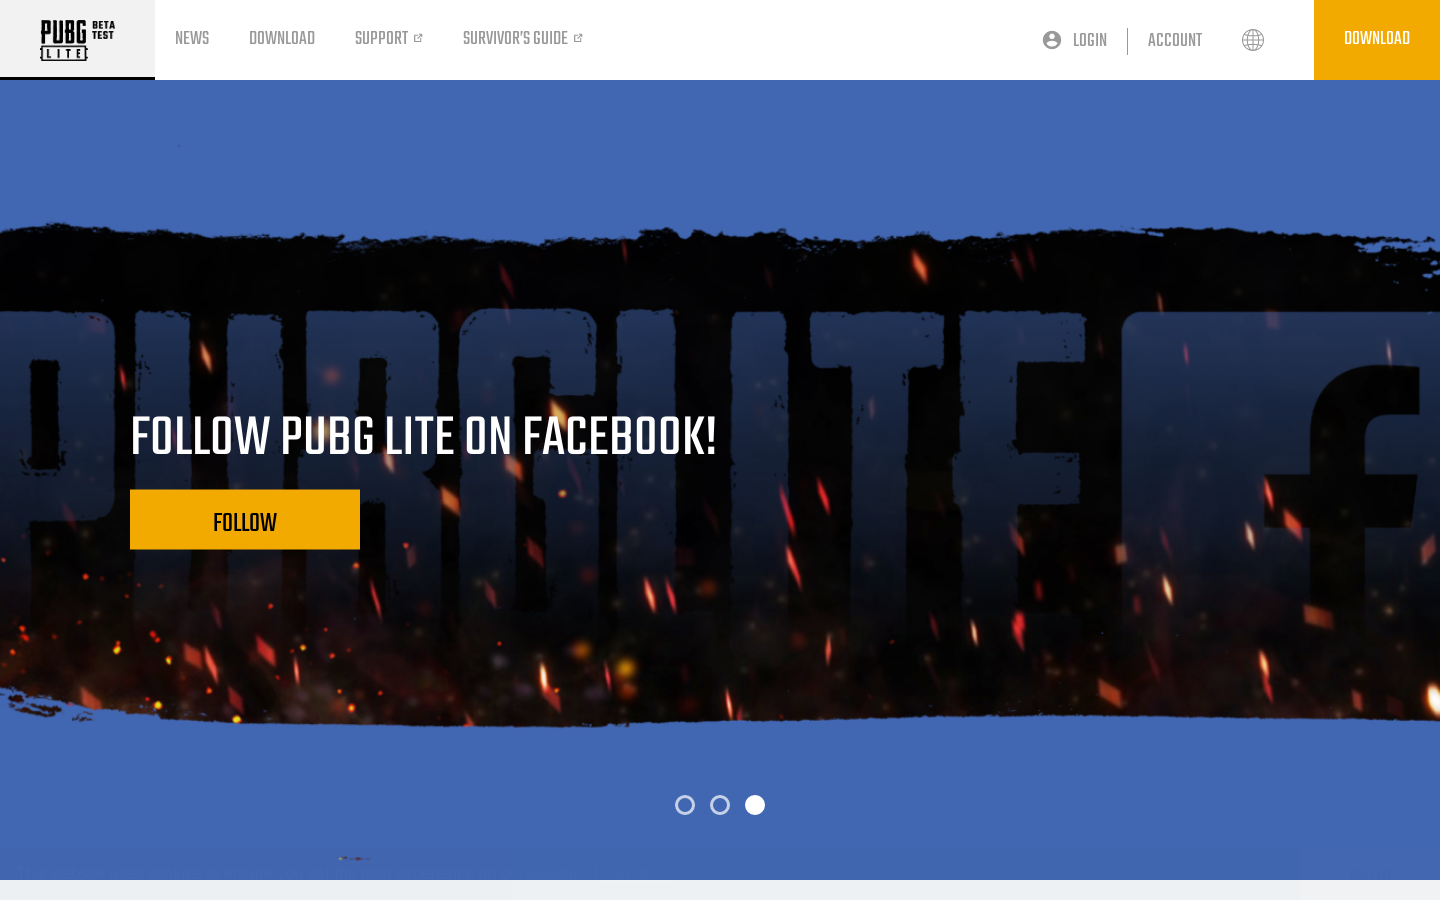 PUBG BETA
TEST
LITE
NEWS
DOWNLOAD
SUPPORT
SURVIVOR'S GUIDE
LOGIN
ACCOUNT
DOWNLOAD
PUBG LITE f
FOLLOW PUBG LITE ON FACEBOOK!
FOLLOW